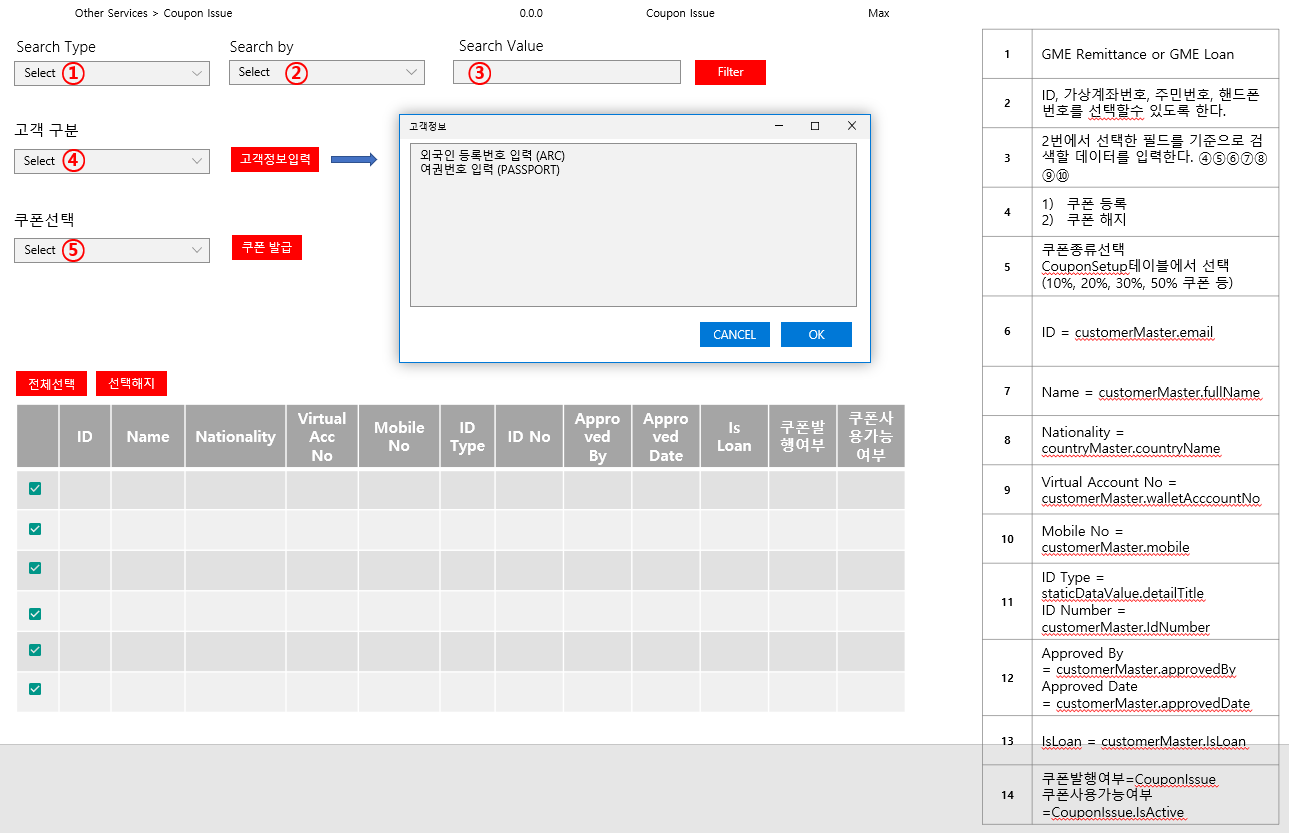 Other Services > Coupon Issue
0.0.0
Coupon Issue
Max
Search Type
Search by
Search Value
Select ①
Select ②
③
Filter
고객 구분
Select ④
고객정보입력
쿠폰선택
Select ⑤
쿠폰 발급
고객정보
외국인 등록번호 입력 (ARC)
여권번호 입력 (PASSPORT)
CANCEL
OK
전체선택
선택해지
ID
Name
Nationality
Virtual
Acc
No
Mobile
No
ID
Type
ID No
Appro
ved
By
Appro
ved
Date
Is
Loan
쿠폰발
행여부
쿠폰사
용가능
여부
1
GME Remittance or GME Loan
2
ID, 가상계좌번호, 주민번호, 핸드폰
번호를 선택할수 있도록 한다.
3
2번에서 선택한 필드를 기준으로 검
색할 데이터를 입력한다. ④⑤⑥⑦⑧
⑨⑩
4
1) 쿠폰 등록
2) 쿠폰 해지
5
쿠폰종류선택
CouponSetup테이블에서 선택
(10%, 20%, 30%, 50% 쿠폰 등)
6
ID = customerMaster.email
7
Name = customerMaster.fullName
8
Nationality =
countryMaster.countryName
9
Virtual Account No =
customerMaster.walletAcccountNo
10
Mobile No =
customerMaster.mobile
11
ID Type =
staticDataValue.detailTitle
ID Number =
customerMaster.IdNumber
12
Approved By
= customerMaster.approvedBy
Approved Date
= customerMaster.approvedDate
13
IsLoan = customerMaster.IsLoan
14
쿠폰발행여부=CouponIssue
쿠폰사용가능여부
=CouponIssue.IsActive